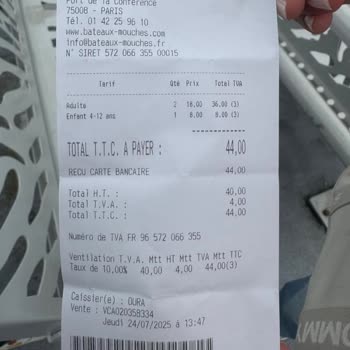 Port de la Conférence
75008 - PARIS
Tél. 01 42 25 96 10
www.bateaux-mouches.fr
info@bateaux-mouches.fr
N° SIRET 572 066 355 00015
Tarif Qté Prix Total TVA
Adulte 2 18,00 36,00 (3)
Enfant 4-12 ans 1 8,00 8,00 (3)
TOTAL T.T.C. A PAYER : 44,00
RECU CARTE BANCAIRE 44,00
Total H.T. : 40,00
Total T.V.A. : 4,00
Total T.T.C. : 44,00
Numéro de TVA FR 96 572 066 355
Ventilation T.V.A. Mtt HT Mtt TVA Mtt TTC
Taux de 10,00% 40,00 4,00 44,00(3)
Caissier(e) : OURA
Vente : VCA020358334
Jeudi 24/07/2025 à 13:47